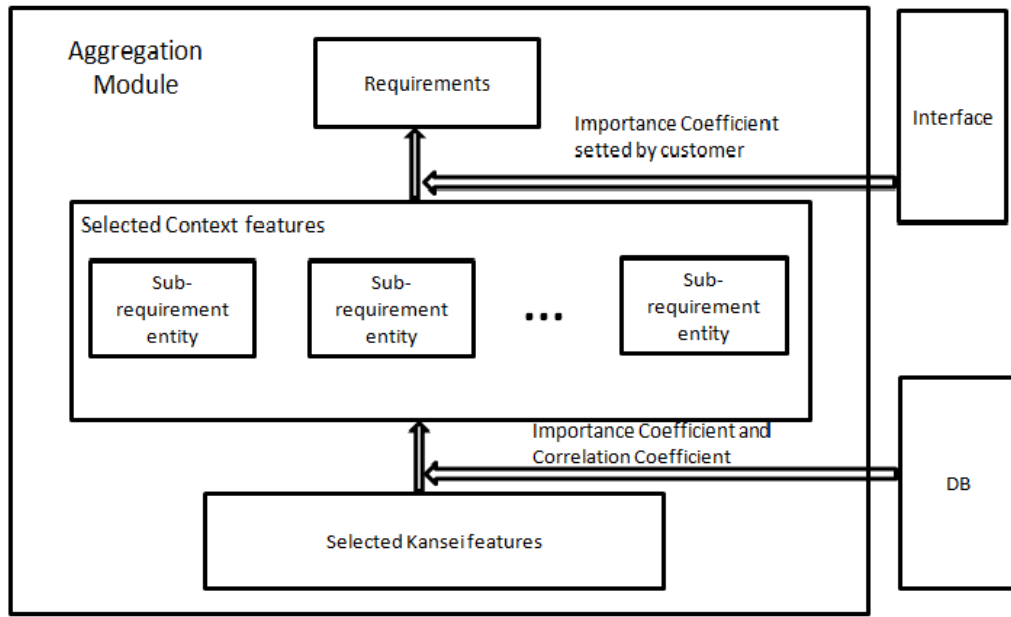 Aggregation
Module
Requirements
Interface
Importance Coefficient
setted by customer
Selected Context features
Sub-
requirement
entity
Sub-
requirement
entity
...
Sub-
requirement
entity
Importance Coefficient and
Correlation Coefficient
DB
Selected Kansei features